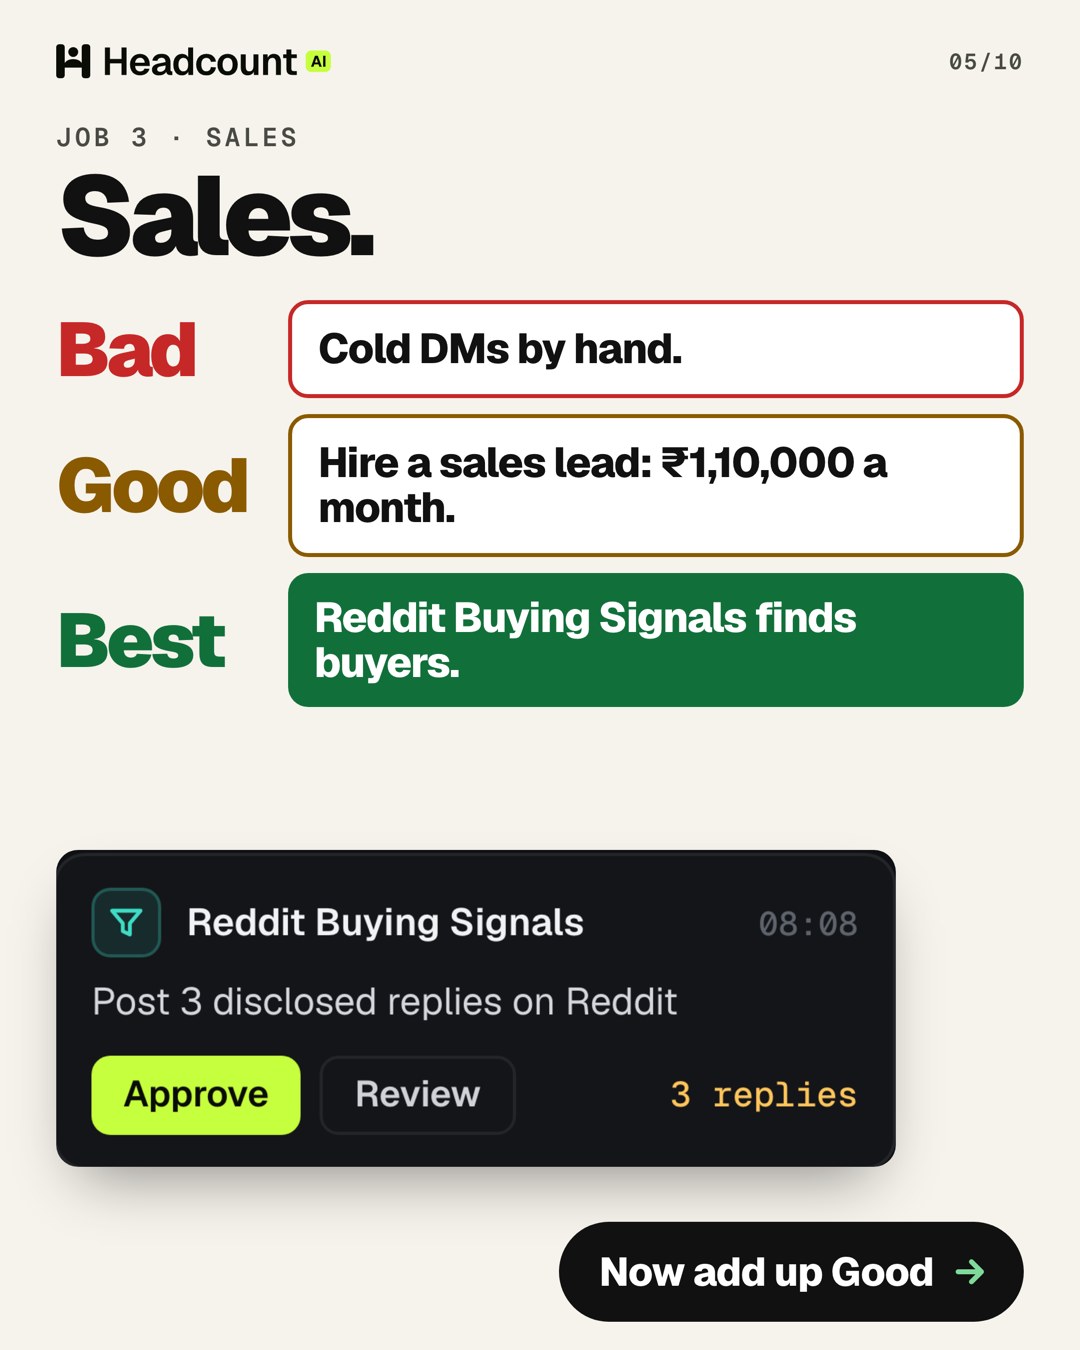 Headcount AI
05/10
JOB 3 · SALES
Sales.
Bad
Cold DMs by hand.
Good
Hire a sales lead: ₹1,10,000 a
month.
Best
Reddit Buying Signals finds
buyers.
Reddit Buying Signals
08:08
Post 3 disclosed replies on Reddit
Approve
Review
3 replies
Now add up Good →